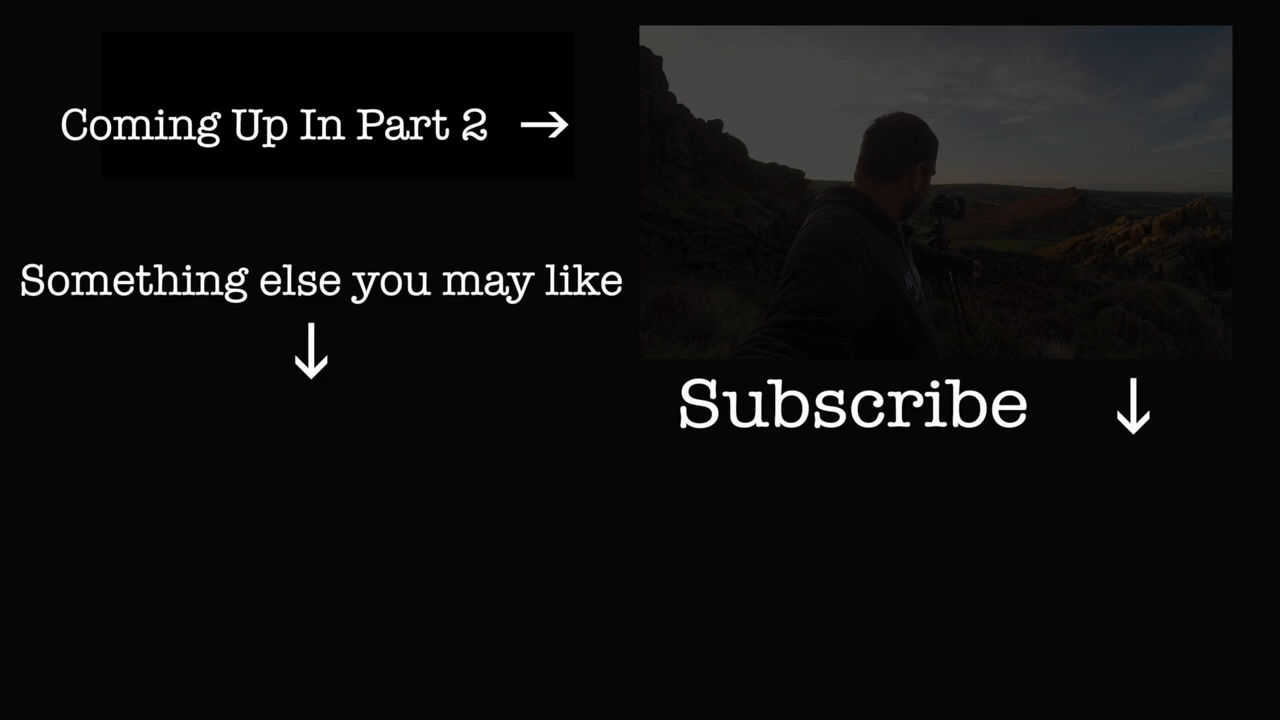 Coming Up In Part 2 →
Something else you may like
↓
Subscribe ↓